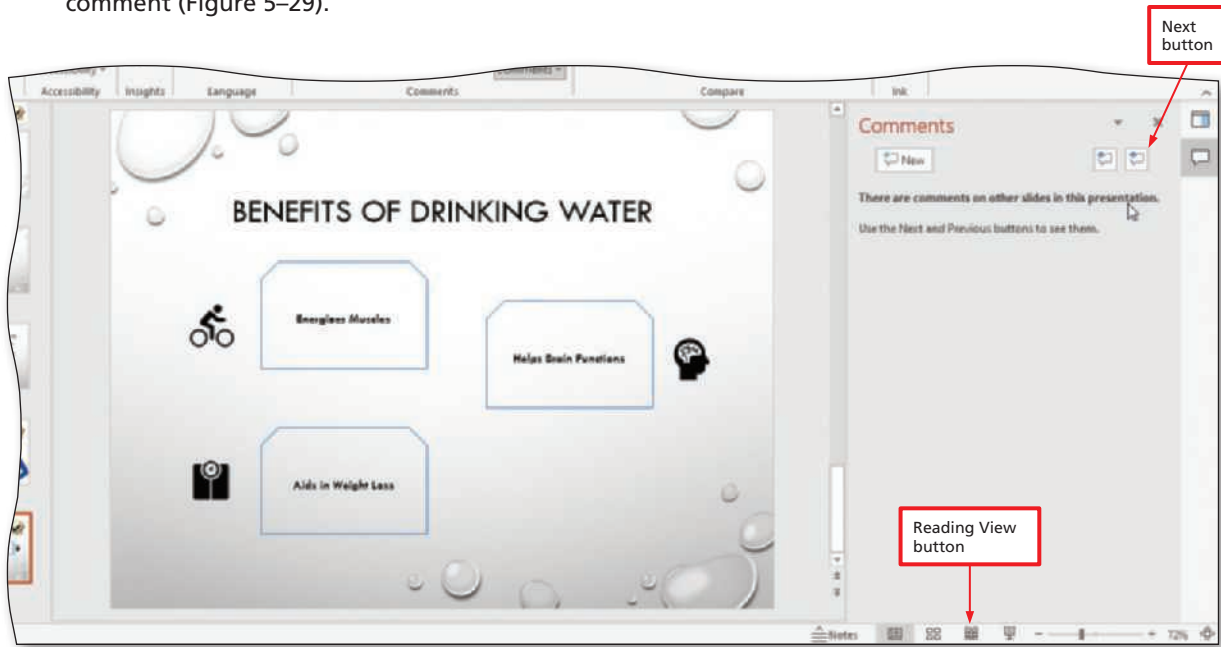 comment (Figure 5–29).
Next
button
Accessibility
Insights
Language
Comments
Compare
Ink
Comments
New
There are comments on other slides in this presentation.
Use the Next and Previous buttons to see them.
BENEFITS OF DRINKING WATER
Energizes Muscles
Helps Brain Functions
Aids in Weight Loss
Reading View
button
Notes
72%